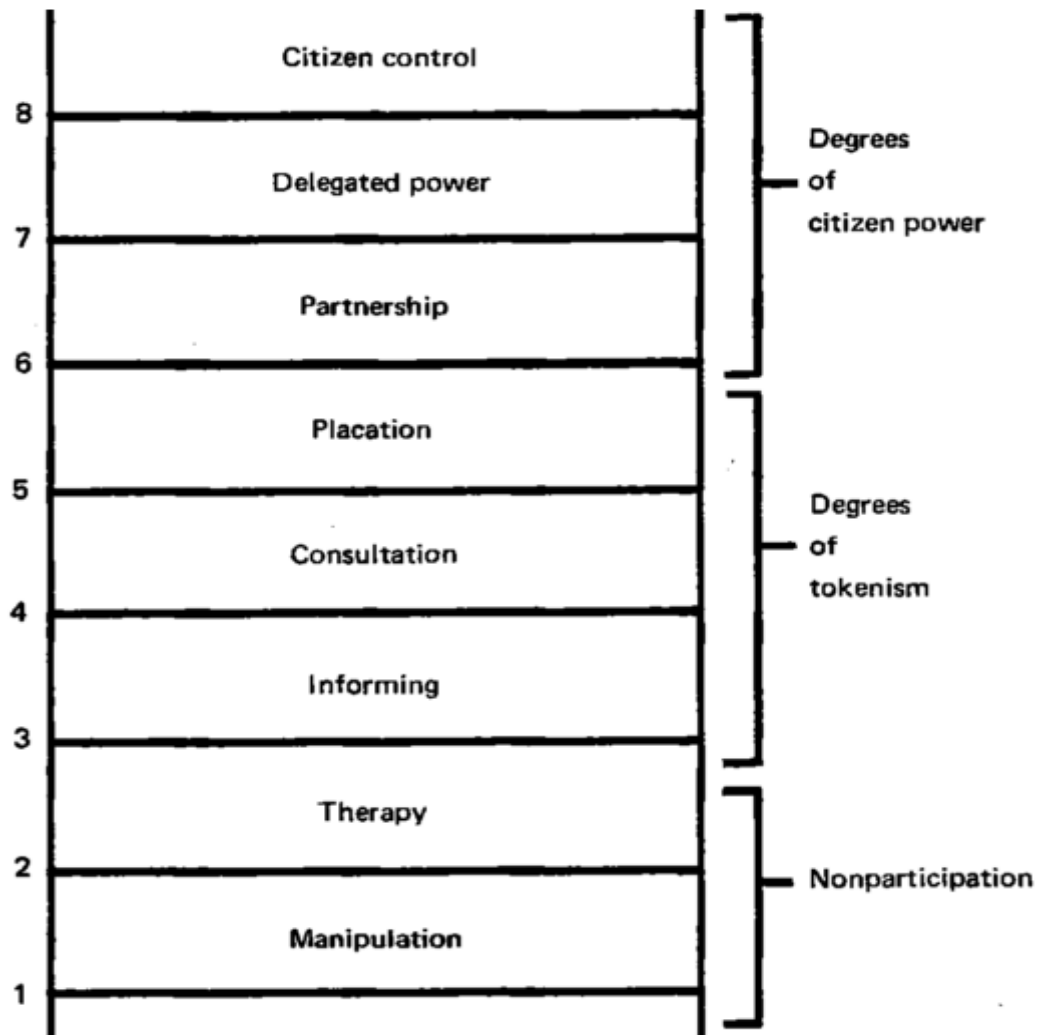 Citizen control
8
Delegated power
7
Partnership
6
Placation
5
Consultation
4
Informing
3
Therapy
2
Manipulation
1
Degrees
of
citizen power
Degrees
of
tokenism
Nonparticipation